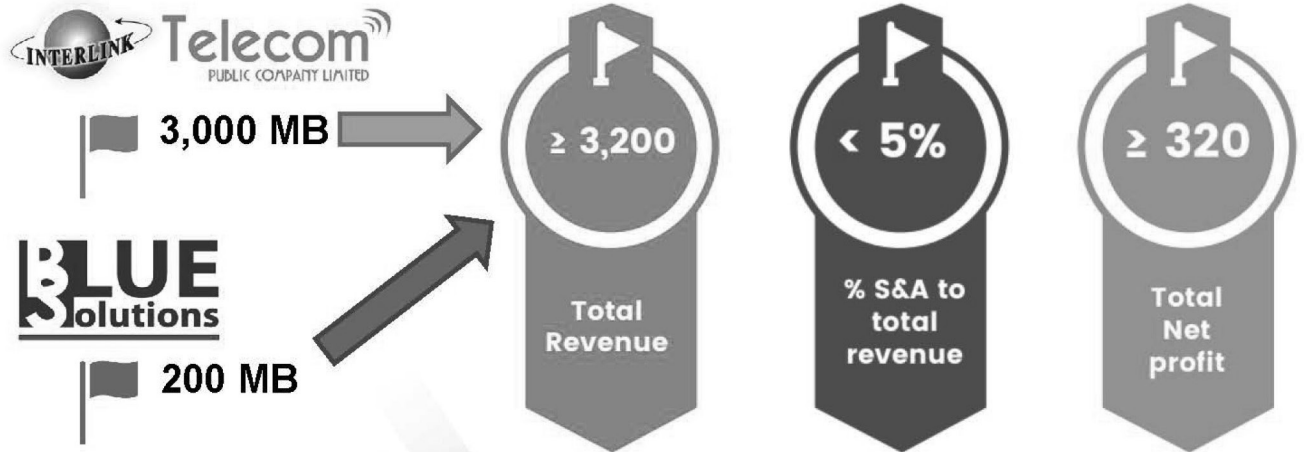 INTERLINK
Telecom
PUBLIC COMPANY LIMITED
3,000 MB
BLUE
Solutions
200 MB
≥ 3,200
Total
Revenue
< 5%
% S&A to
total
revenue
≥ 320
Total
Net
profit